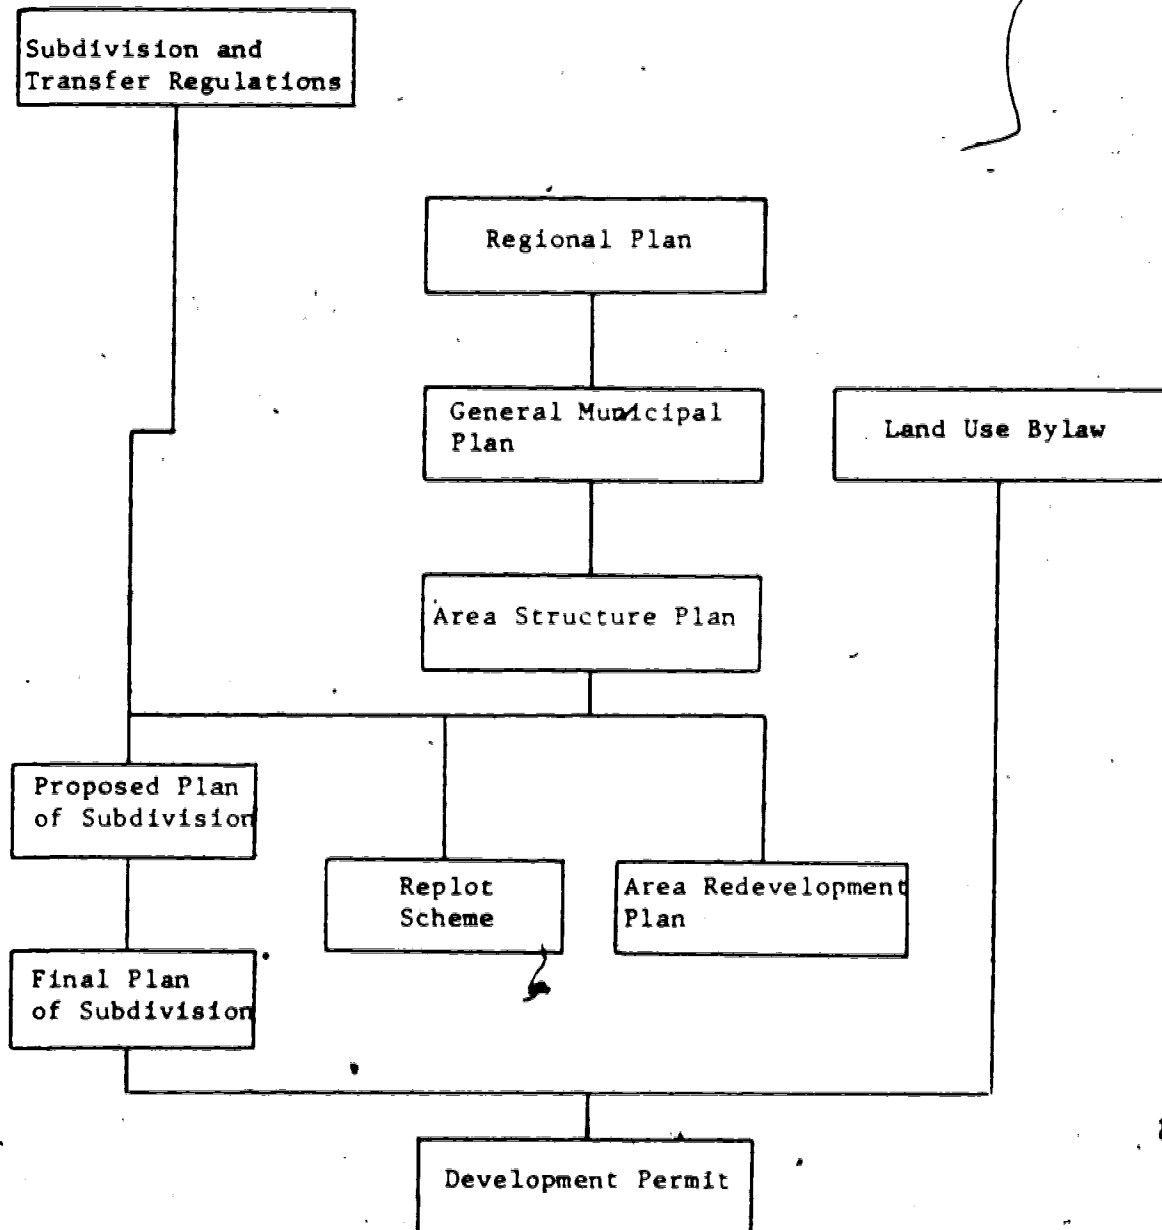 Subdivision and
Transfer Regulations
Regional Plan
General Municipal
Plan
Land Use Bylaw
Area Structure Plan
Proposed Plan
of Subdivision
Replot
Scheme
Area Redevelopment
Plan
Final Plan
of Subdivision
Development Permit